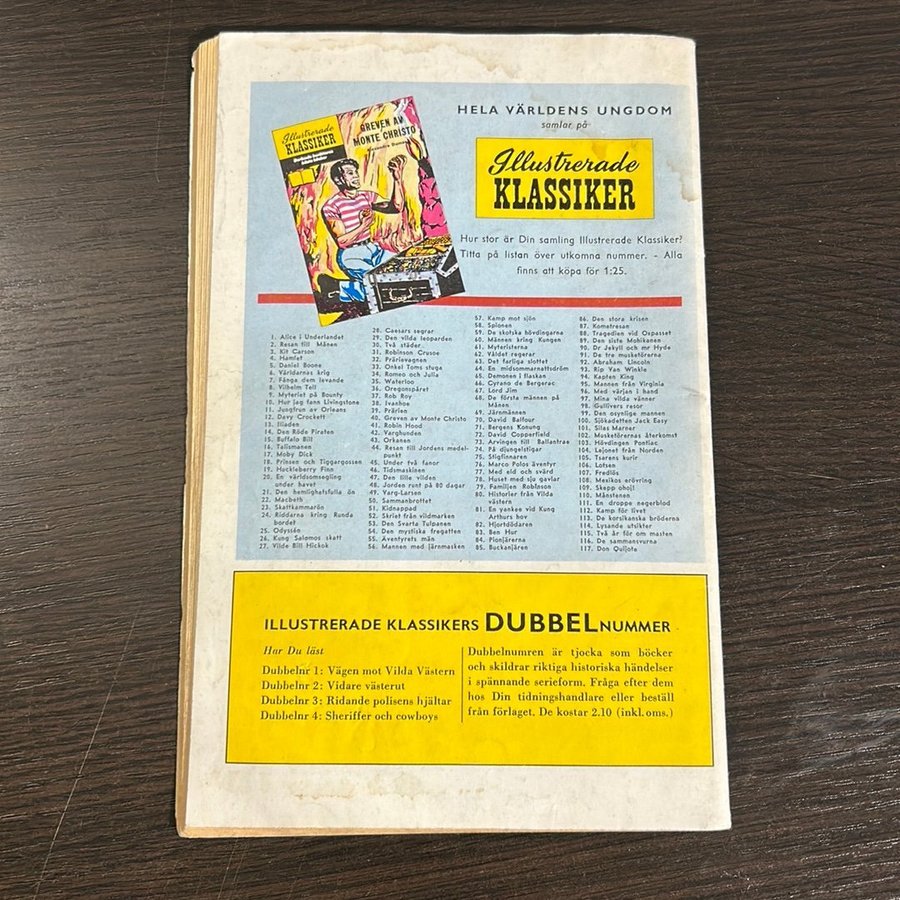 HELA VÄRLDENS UNGDOM
samlar på
Illustrerade
KLASSIKER
Illustrerade
KLASSIKER
GREVEN AV
MONTE CHRISTO
Alexandre Dumas
Hur stor är Din samling Illustrerade Klassiker?
Titta på listan över utkomna nummer. - Alla
finns att köpa för 1:25.
1. Alice i Underlandet
2. Resan till Månen
3. Kit Carson
4. Hamlet
5. Daniel Boone
6. Världarnas krig
7. Fånga dem levande
8. Vilhelm Tell
9. Myteriet på Bounty
10. Hur jag fann Livingstone
11. Jungfrun av Orleans
12. Davy Crockett
13. Iliaden
14. Den Röde Piraten
15. Buffalo Bill
16. Talismanen
17. Moby Dick
18. Prinsen och Tiggargossen
19. Huckleberry Finn
20. En världsomsegling
under havet
21. Den hemlighetsfulla ön
22. Macbeth
23. Skattkammarön
24. Riddarna kring Runda
bordet
25. Odyssén
26. Kung Salomos skatt
27. Vilde Bill Hickok
28. Caesars segrar
29. Den vilda leoparden
30. Två städer
31. Robinson Crusoe
32. Prärievagnen
33. Onkel Toms stuga
34. Romeo och Julia
35. Waterloo
36. Oregonspåret
37. Rob Roy
38. Ivanhoe
39. Prärien
40. Greven av Monte Christo
41. Robin Hood
42. Varghunden
43. Orkanen
44. Resan till Jordens medel-
punkt
45. Under två fanor
46. Tidsmaskinen
47. Den lille vilden
48. Jorden runt på 80 dagar
49. Varg-Larsen
50. Sammanbrottet
51. Kidnappad
52. Skriet från vildmarken
53. Den Svarta Tulpanen
54. Den mystiska fregatten
55. Äventyrets män
56. Mannen med järnmasken
57. Kamp mot sjön
58. Spionen
59. De skotska hövdingarna
60. Männen kring Kungen
61. Myteristerna
62. Våldet regerar
63. Det farliga slottet
64. En midsommarnattsdröm
65. Demonen i flaskan
66. Cyrano de Bergerac
67. Lord Jim
68. De första männen på
Månen
69. Järnmännen
70. David Balfour
71. Bergens Konung
72. David Copperfield
73. Arvingen till Ballantrae
74. På djungelstigar
75. Stigfinnaren
76. Marco Polos äventyr
77. Med eld och svärd
78. Huset med sju gavlar
79. Familjen Robinson
80. Historier från Vilda
västern
81. En yankee vid Kung
Arthurs hov
82. Hjortdödaren
83. Ben Hur
84. Pionjärerna
85. Buckanjären
86. Den stora krisen
87. Kometresan
88. Tragedien vid Oxpasset
89. Den siste Mohikanen
90. Dr Jekyll och mr Hyde
91. De tre musketörerna
92. Abraham Lincoln
93. Rip Van Winkle
94. Kapten King
95. Mannen från Virginia
96. Med värjan i hand
97. Mina vilda vänner
98. Gullivers resor
99. Den osynlige mannen
100. Sjökadetten Jack Easy
101. Silas Marner
102. Musketörernas återkomst
103. Hövdingen Pontiac
104. Lejonet från Norden
105. Tsarens kurir
106. Lotsen
107. Fredlös
108. Mexikos erövring
109. Skepp ohoj!
110. Månstenen
111. En droppe negerblod
112. Kamp för livet
113. De korsikanska bröderna
114. Lysande utsikter
115. Två år för om masten
116. De sammansvurna
117. Don Quijote
ILLUSTRERADE KLASSIKERS DUBBELNUMMER
Har Du läst
Dubbelnr 1: Vägen mot Vilda Västern
Dubbelnr 2: Vidare västerut
Dubbelnr 3: Ridande polisens hjältar
Dubbelnr 4: Sheriffer och cowboys
Dubbelnumren är tjocka som böcker
och skildrar riktiga historiska händelser
i spännande serieform. Fråga efter dem
hos Din tidningshandlare eller beställ
från förlaget. De kostar 2.10 (inkl. oms.)